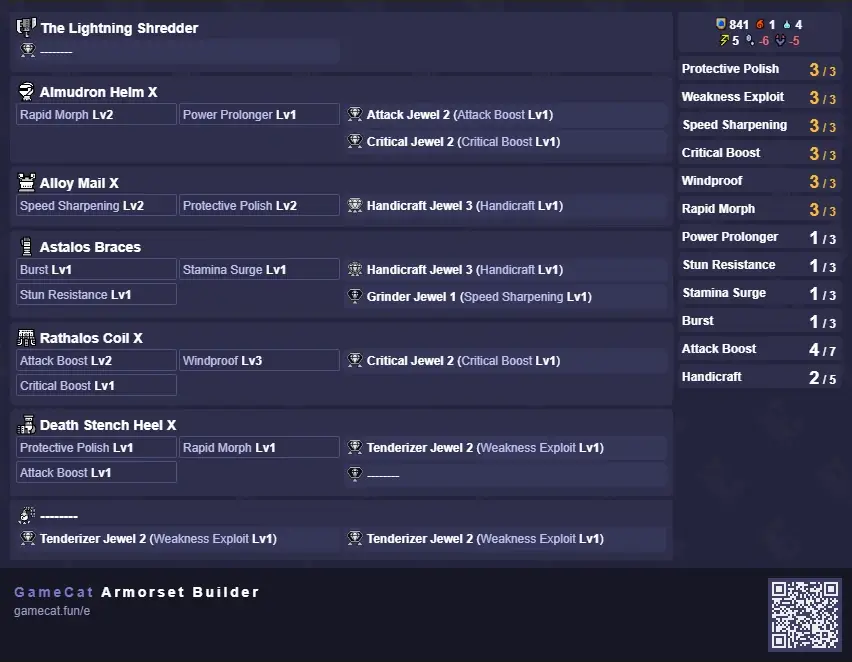 The Lightning Shredder
--------
Almudron Helm X
Rapid Morph Lv2
Power Prolonger Lv1
Attack Jewel 2 (Attack Boost Lv1)
Critical Jewel 2 (Critical Boost Lv1)
Alloy Mail X
Speed Sharpening Lv2
Protective Polish Lv2
Handicraft Jewel 3 (Handicraft Lv1)
Astalos Braces
Burst Lv1
Stamina Surge Lv1
Handicraft Jewel 3 (Handicraft Lv1)
Stun Resistance Lv1
Grinder Jewel 1 (Speed Sharpening Lv1)
Rathalos Coil X
Attack Boost Lv2
Windproof Lv3
Critical Jewel 2 (Critical Boost Lv1)
Critical Boost Lv1
Death Stench Heel X
Protective Polish Lv1
Rapid Morph Lv1
Tenderizer Jewel 2 (Weakness Exploit Lv1)
Attack Boost Lv1
--------
--------
Tenderizer Jewel 2 (Weakness Exploit Lv1)
Tenderizer Jewel 2 (Weakness Exploit Lv1)
841 1 4
5 -6 -5
Protective Polish 3 / 3
Weakness Exploit 3 / 3
Speed Sharpening 3 / 3
Critical Boost 3 / 3
Windproof 3 / 3
Rapid Morph 3 / 3
Power Prolonger 1 / 3
Stun Resistance 1 / 3
Stamina Surge 1 / 3
Burst 1 / 3
Attack Boost 4 / 7
Handicraft 2 / 5
GameCat Armorset Builder
gamecat.fun/e